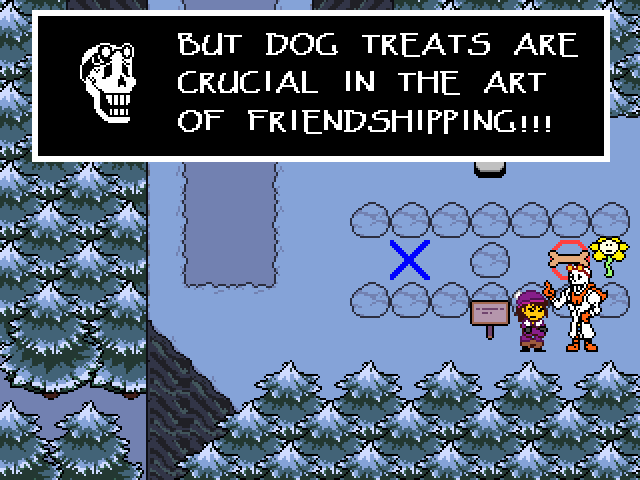 BUT DOG TREATS ARE
CRUCIAL IN THE ART
OF FRIENDSHIPPING!!!